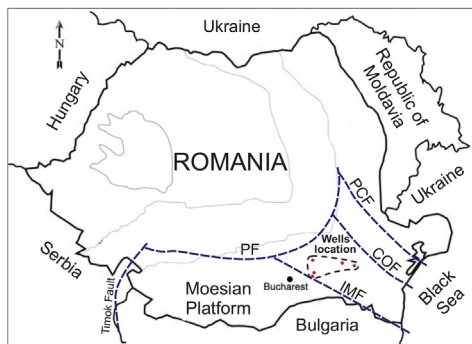 Ukraine
N
Hungary
Republic of
Moldavia
ROMANIA
Ukraine
PCF
Serbia
Wells
location
PF
COF
Black Sea
Timok Fault
Moesian
Platform
Bucharest
IMF
Bulgaria